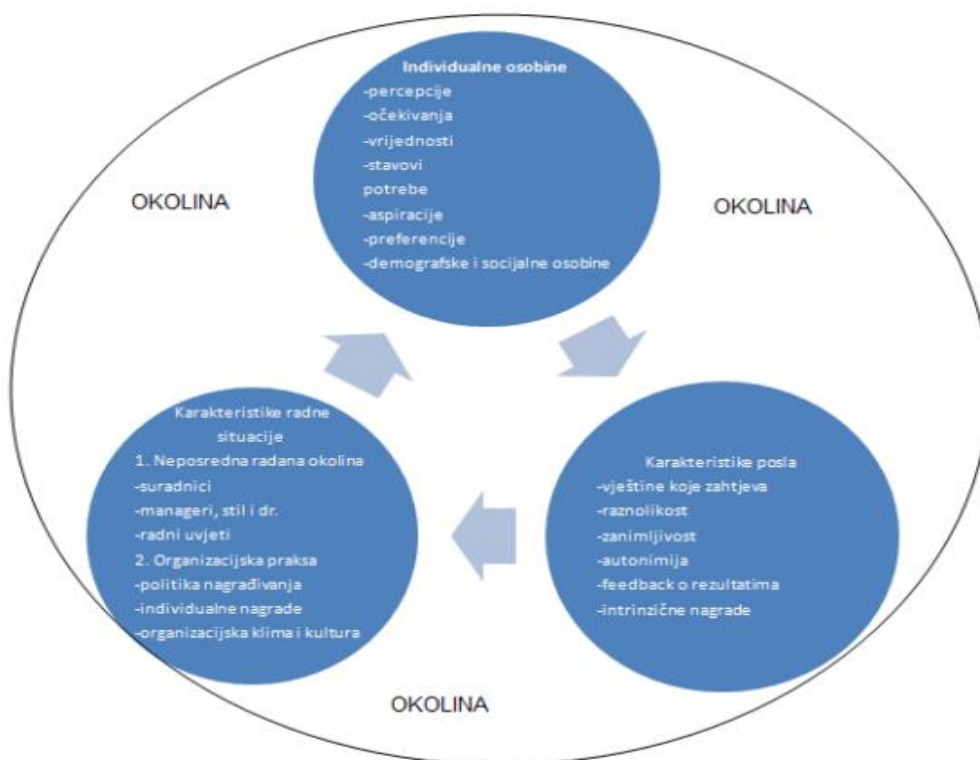 Individualne osobine
-percepcije
-očekivanja
-vrijednosti
-stavovi
potrebe
-aspiracije
-preferencije
-demografske i socijalne osobine
OKOLINA
OKOLINA
Karakteristike radne
situacije
1. Neposredna radana okolina
-suradnici
-manageri, stil i dr.
-radni uvjeti
2. Organizacijska praksa
-politika nagrađivanja
-individualne nagrade
-organizacijska klima i kultura
Karakteristike posla
-vještine koje zahtjeva
-raznolikost
-zanimljivost
-autonimija
-feedback o rezultatima
-intrinzične nagrade
OKOLINA